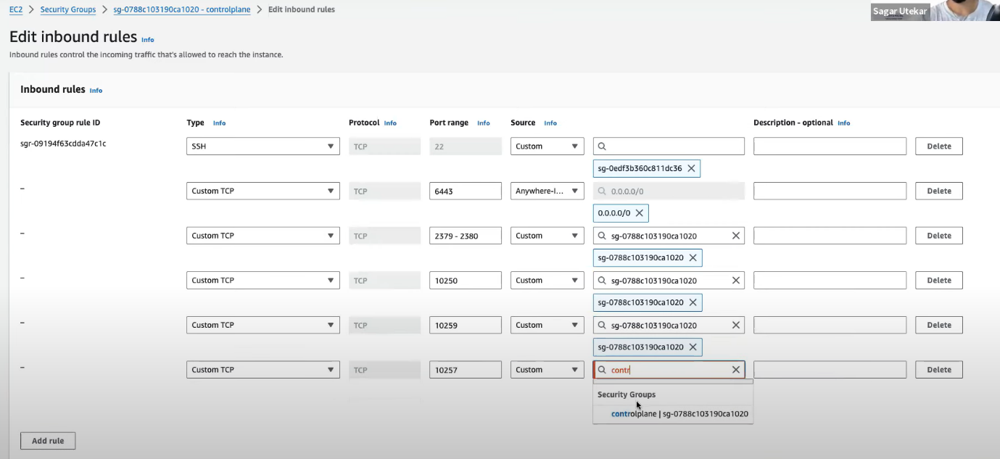 EC2 > Security Groups > sg-0788c103190ca1020 - controlplane > Edit inbound rules
Sagar Utekar
Edit inbound rules Info
Inbound rules control the incoming traffic that's allowed to reach the instance.
Inbound rules Info
Security group rule ID Type Info Protocol Info Port range Info Source Info Description - optional Info
sgr-09194f63cdda47c1c SSH TCP 22 Custom Delete
sg-0edf3b360c811dc36
– Custom TCP TCP 6443 Anywhere-I... 0.0.0.0/0 Delete
0.0.0.0/0
– Custom TCP TCP 2379 - 2380 Custom sg-0788c103190ca1020 Delete
sg-0788c103190ca1020
– Custom TCP TCP 10250 Custom sg-0788c103190ca1020 Delete
sg-0788c103190ca1020
– Custom TCP TCP 10259 Custom sg-0788c103190ca1020 Delete
sg-0788c103190ca1020
– Custom TCP TCP 10257 Custom contr Delete
Security Groups
controlplane | sg-0788c103190ca1020
Add rule